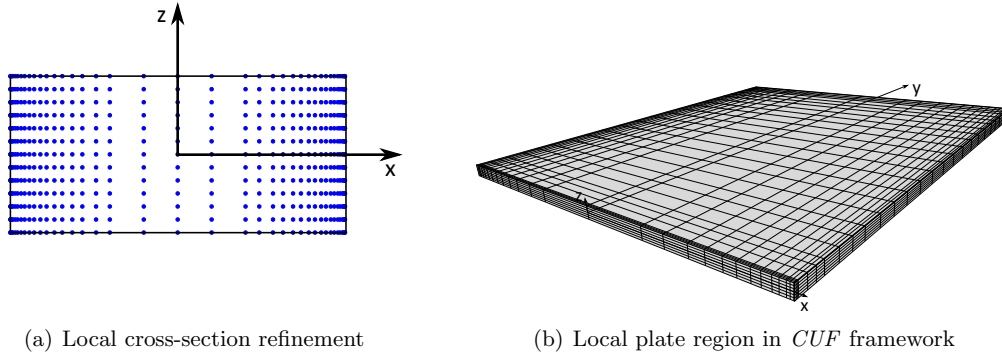 z
x
y
z
x
(a) Local cross-section refinement
(b) Local plate region in CUF framework